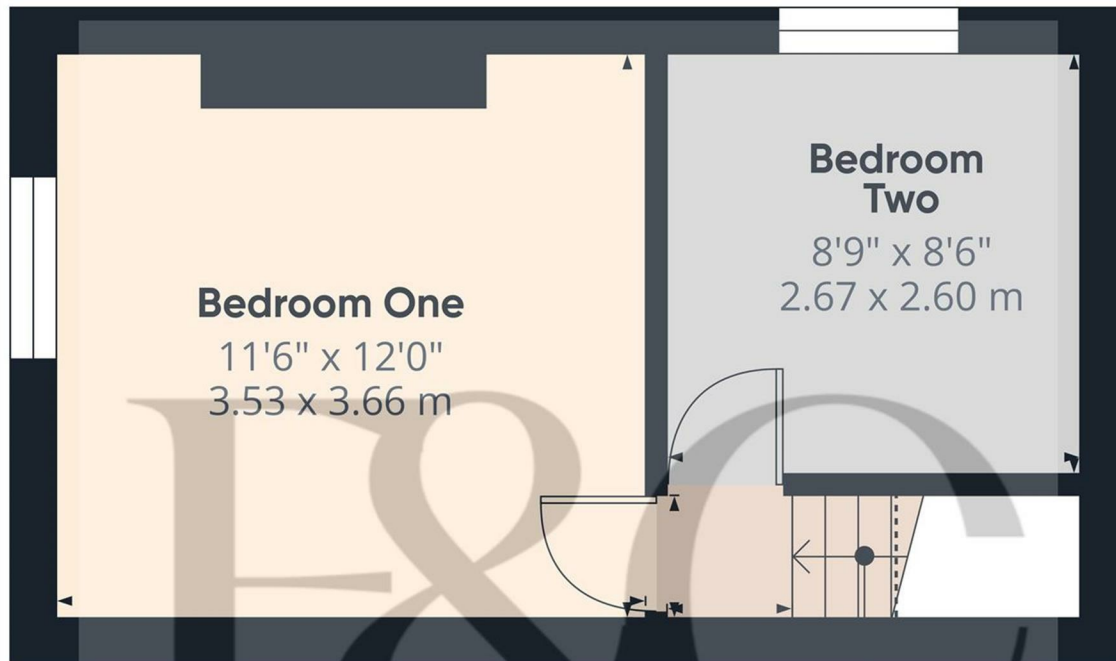 Bedroom
Two
8'9" x 8'6"
2.67 x 2.60 m
Bedroom One
11'6" x 12'0"
3.53 x 3.66 m
F&C